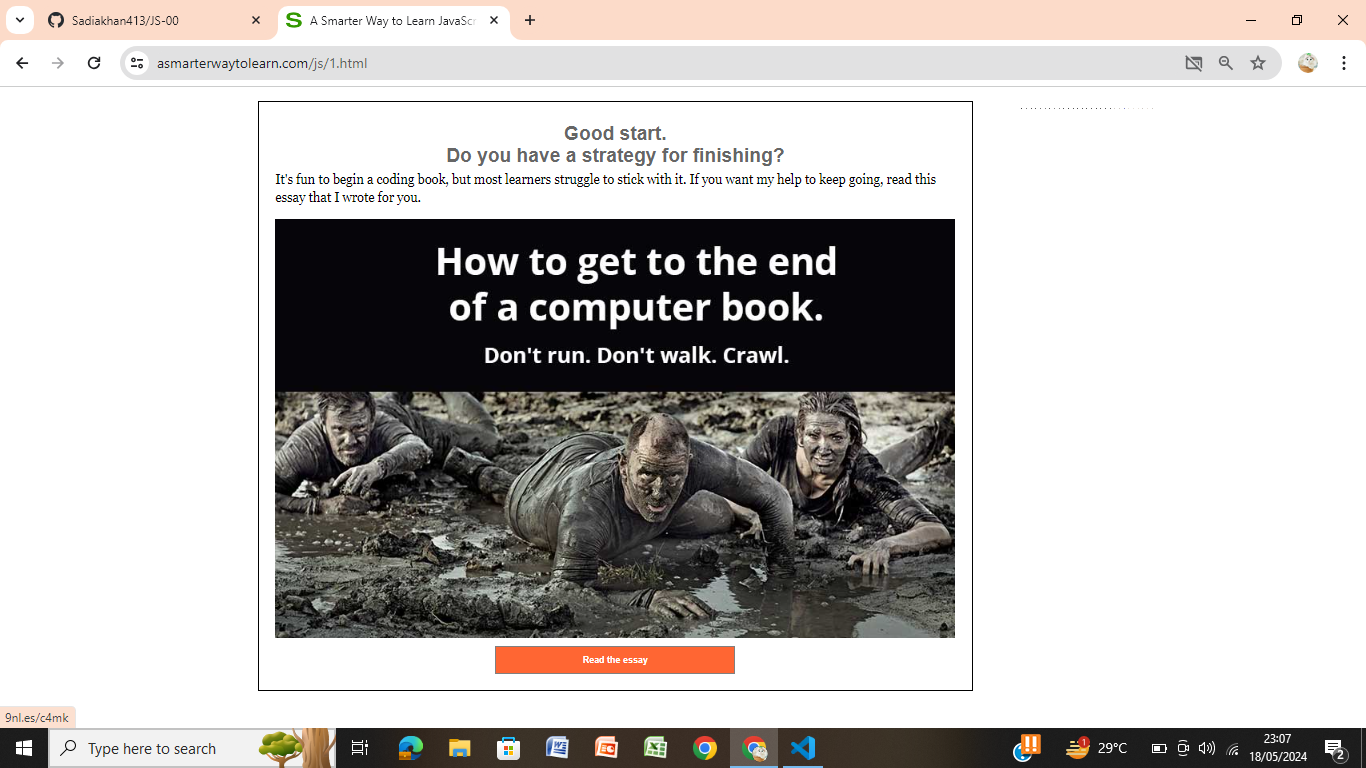 Sadiakhan413/JS-00
A Smarter Way to Learn JavaScr
asmarterwaytolearn.com/js/1.html
Good start.
Do you have a strategy for finishing?
It's fun to begin a coding book, but most learners struggle to stick with it. If you want my help to keep going, read this
essay that I wrote for you.
How to get to the end
of a computer book.
Don't run. Don't walk. Crawl.
Read the essay
9nl.es/c4mk
Type here to search
1
29°C
23:07
18/05/2024
2